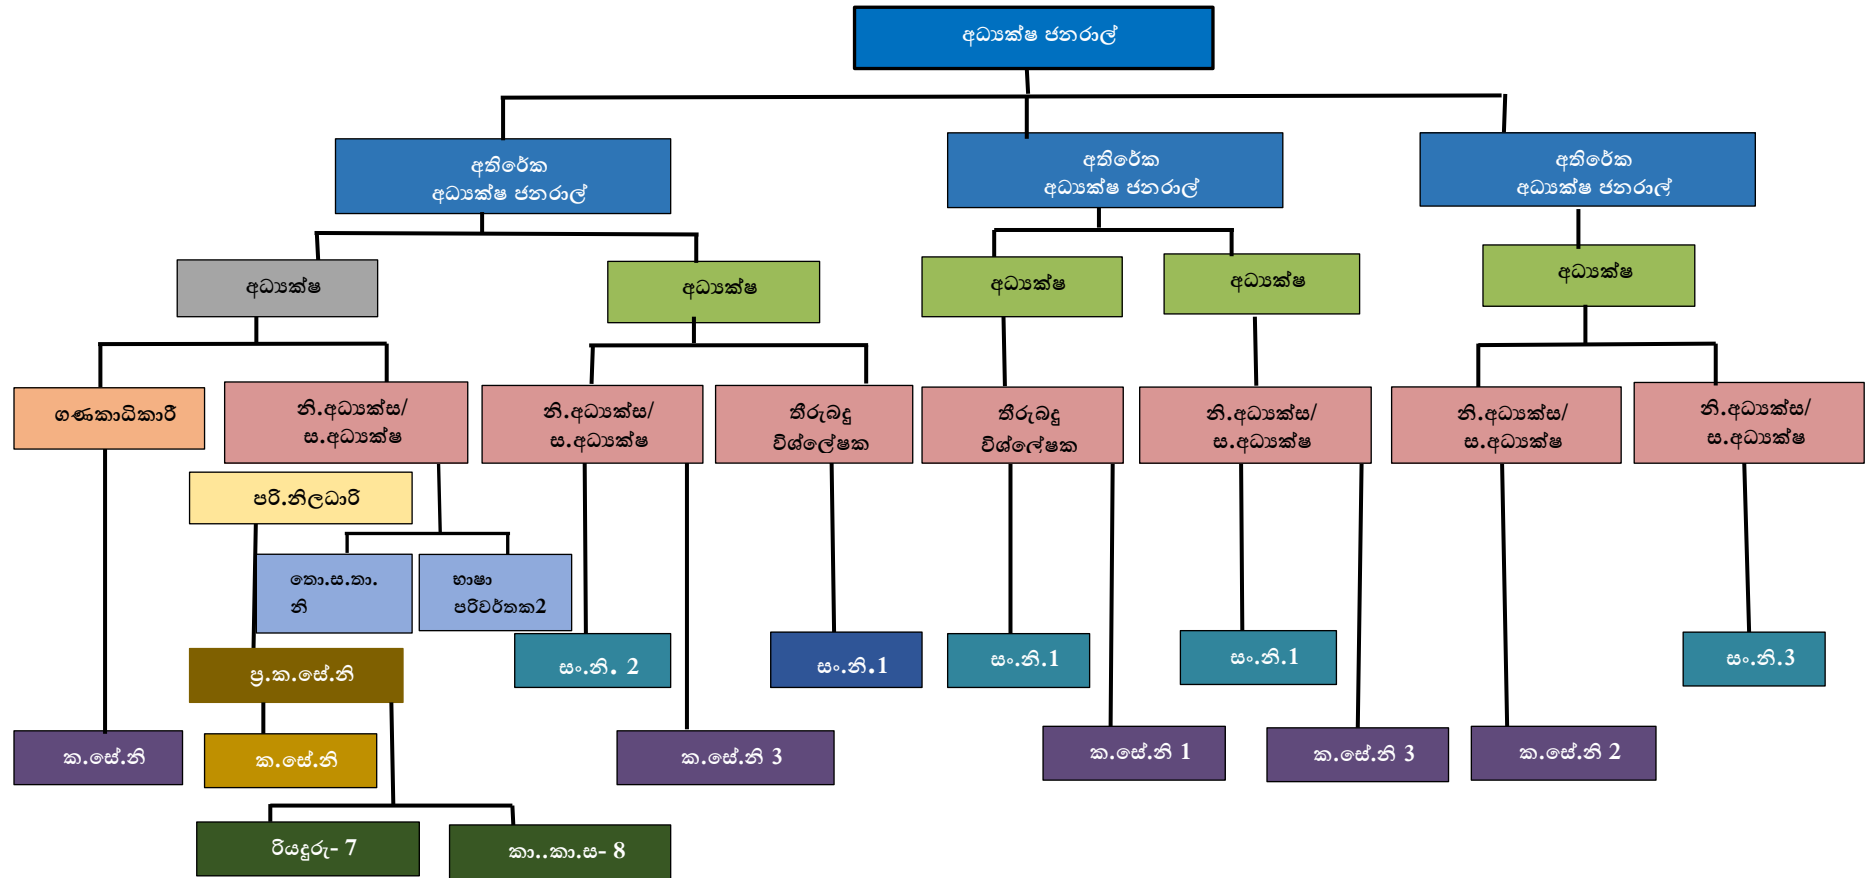 අධ්‍යක්ෂ ජනරාල්
අතිරේක
අධ්‍යක්ෂ ජනරාල්
අතිරේක
අධ්‍යක්ෂ ජනරාල්
අතිරේක
අධ්‍යක්ෂ ජනරාල්
අධ්‍යක්ෂ
අධ්‍යක්ෂ
අධ්‍යක්ෂ
අධ්‍යක්ෂ
අධ්‍යක්ෂ
ගණකාධිකාරී
නි.අධ්‍යක්ස/
ස.අධ්‍යක්ෂ
නි.අධ්‍යක්ස/
ස.අධ්‍යක්ෂ
තීරුබදු
විශ්ලේෂක
තීරුබදු
විශ්ලේෂක
නි.අධ්‍යක්ස/
ස.අධ්‍යක්ෂ
නි.අධ්‍යක්ස/
ස.අධ්‍යක්ෂ
නි.අධ්‍යක්ස/
ස.අධ්‍යක්ෂ
පරි.නිලධාරි
තො.ස.තා.
නි
භාෂා
පරිවර්තක2
ප්‍ර.ක.සේ.නි
සං.නි. 2
සං.නි.1
සං.නි.1
සං.නි.1
සං.නි.3
ක.සේ.නි
ක.සේ.නි
ක.සේ.නි 3
ක.සේ.නි 1
ක.සේ.නි 3
ක.සේ.නි 2
රියදුරු- 7
කා..කා.ස- 8